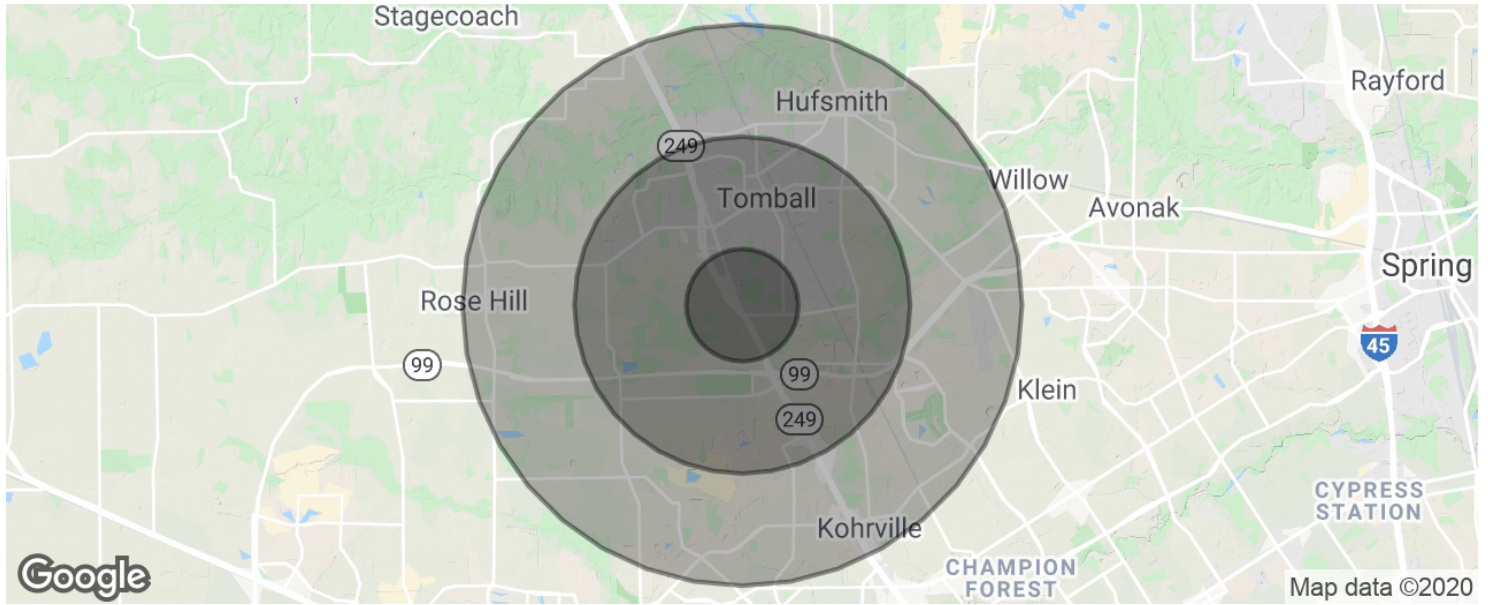 Stagecoach
Rayford
Hufsmith
249
Willow
Tomball
Avonak
Spring
Rose Hill
45
99
99
Klein
249
CYPRESS
STATION
Kohrville
CHAMPION
FOREST
Google
Map data ©2020